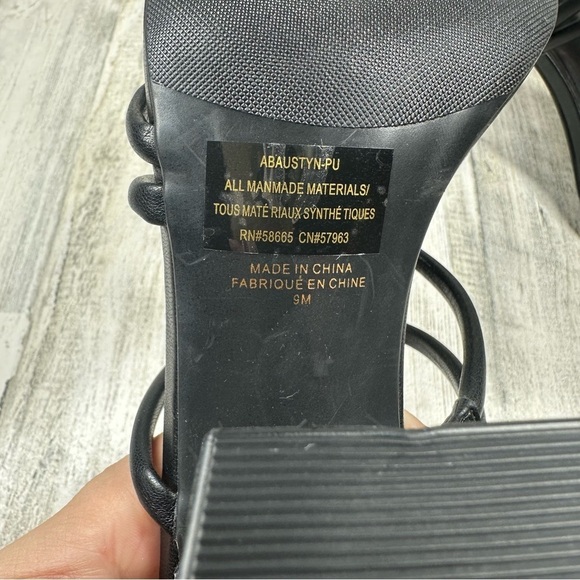 ABAUSTYN-PU
ALL MANMADE MATERIALS/
TOUS MATÉ RIAUX SYNTHÉ TIQUES
RN#58665 CN#57963
MADE IN CHINA
FABRIQUÉ EN CHINE
9M